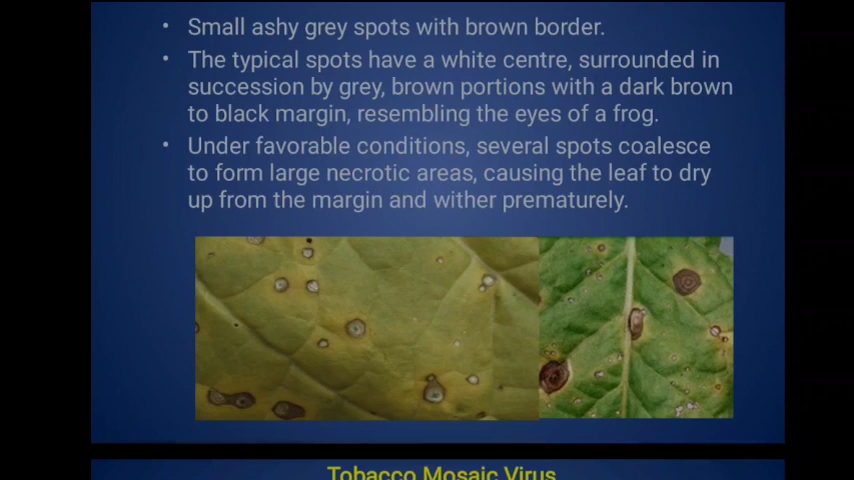 • Small ashy grey spots with brown border.
• The typical spots have a white centre, surrounded in
succession by grey, brown portions with a dark brown
to black margin, resembling the eyes of a frog.
• Under favorable conditions, several spots coalesce
to form large necrotic areas, causing the leaf to dry
up from the margin and wither prematurely.
Tobacco Mosaic Virus